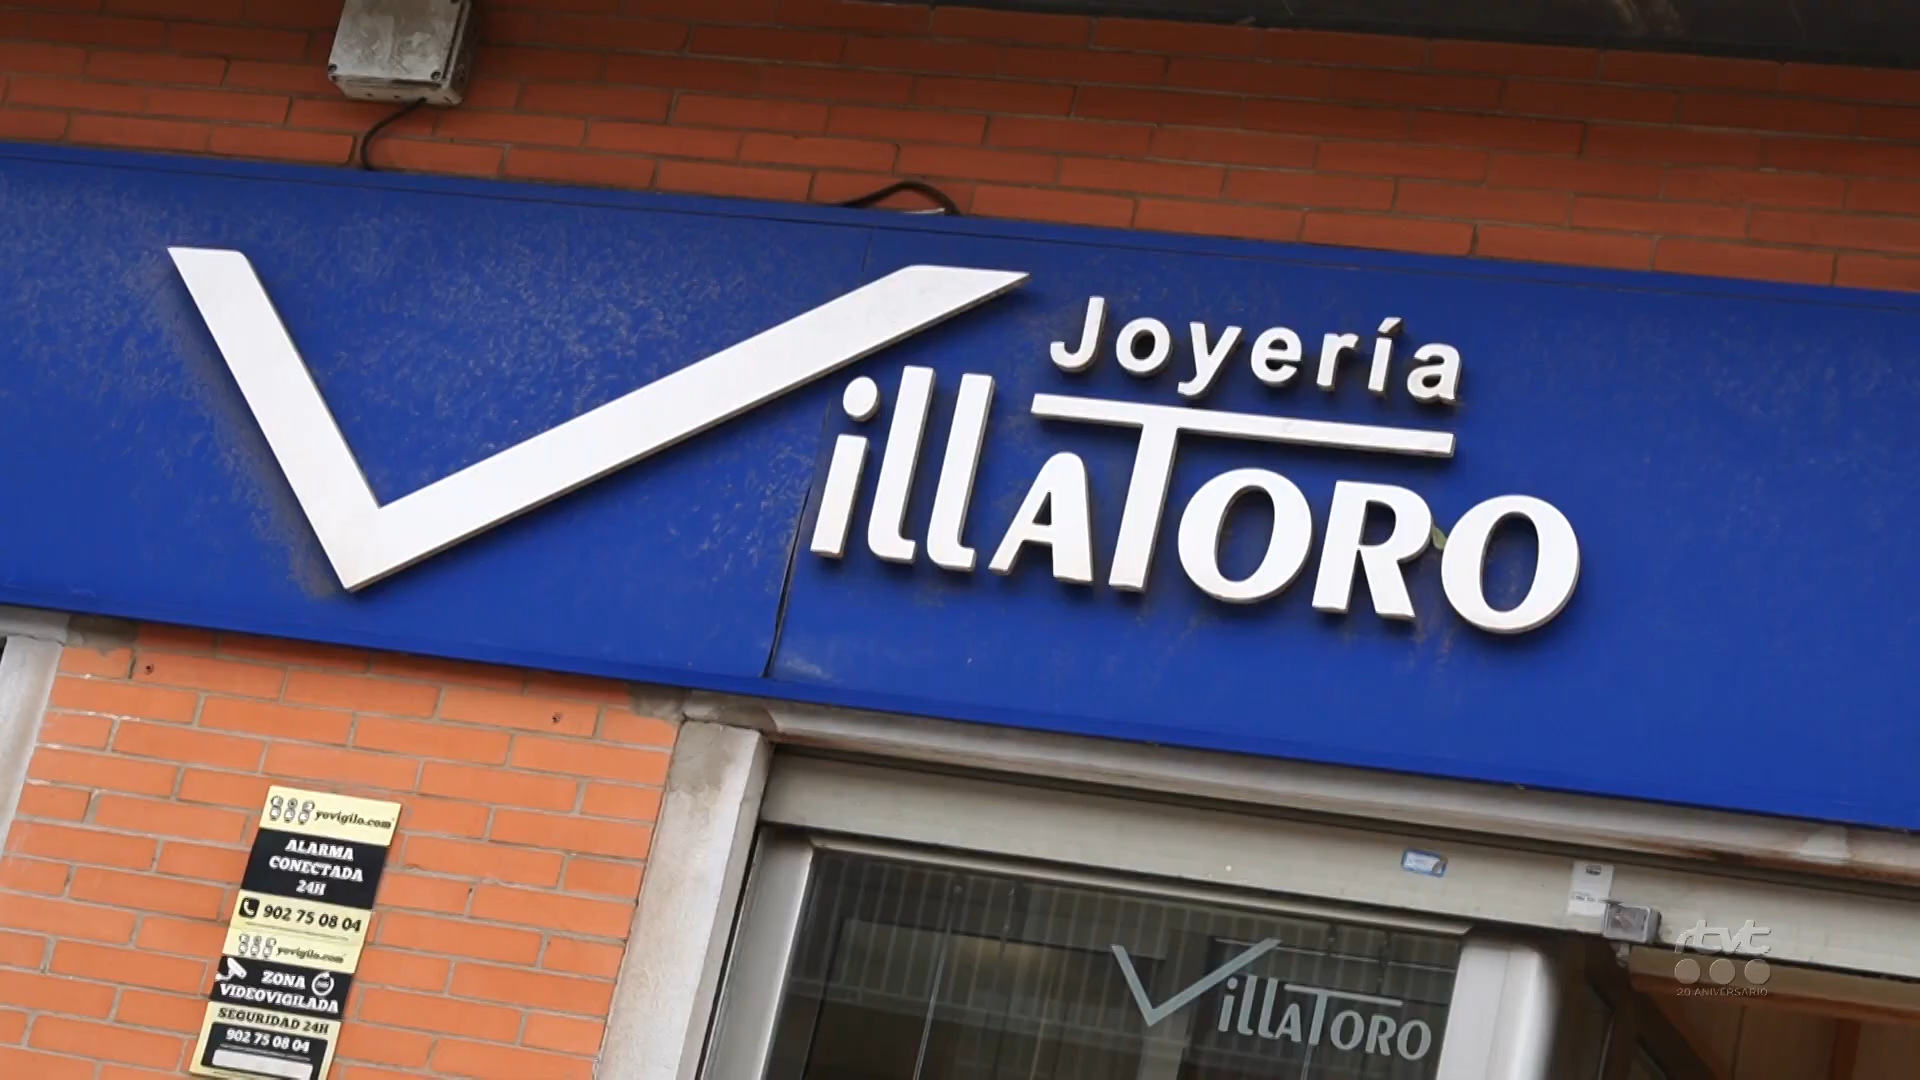 Joyería
VillaToro
yovigilo.com
ALARMA
CONECTADA
24H
902 75 08 04
yovigilo.com
ZONA
VIDEOVIGILADA
SEGURIDAD 24H
902 75 08 04
VillaToro
rtvt
20 ANIVERSARIO